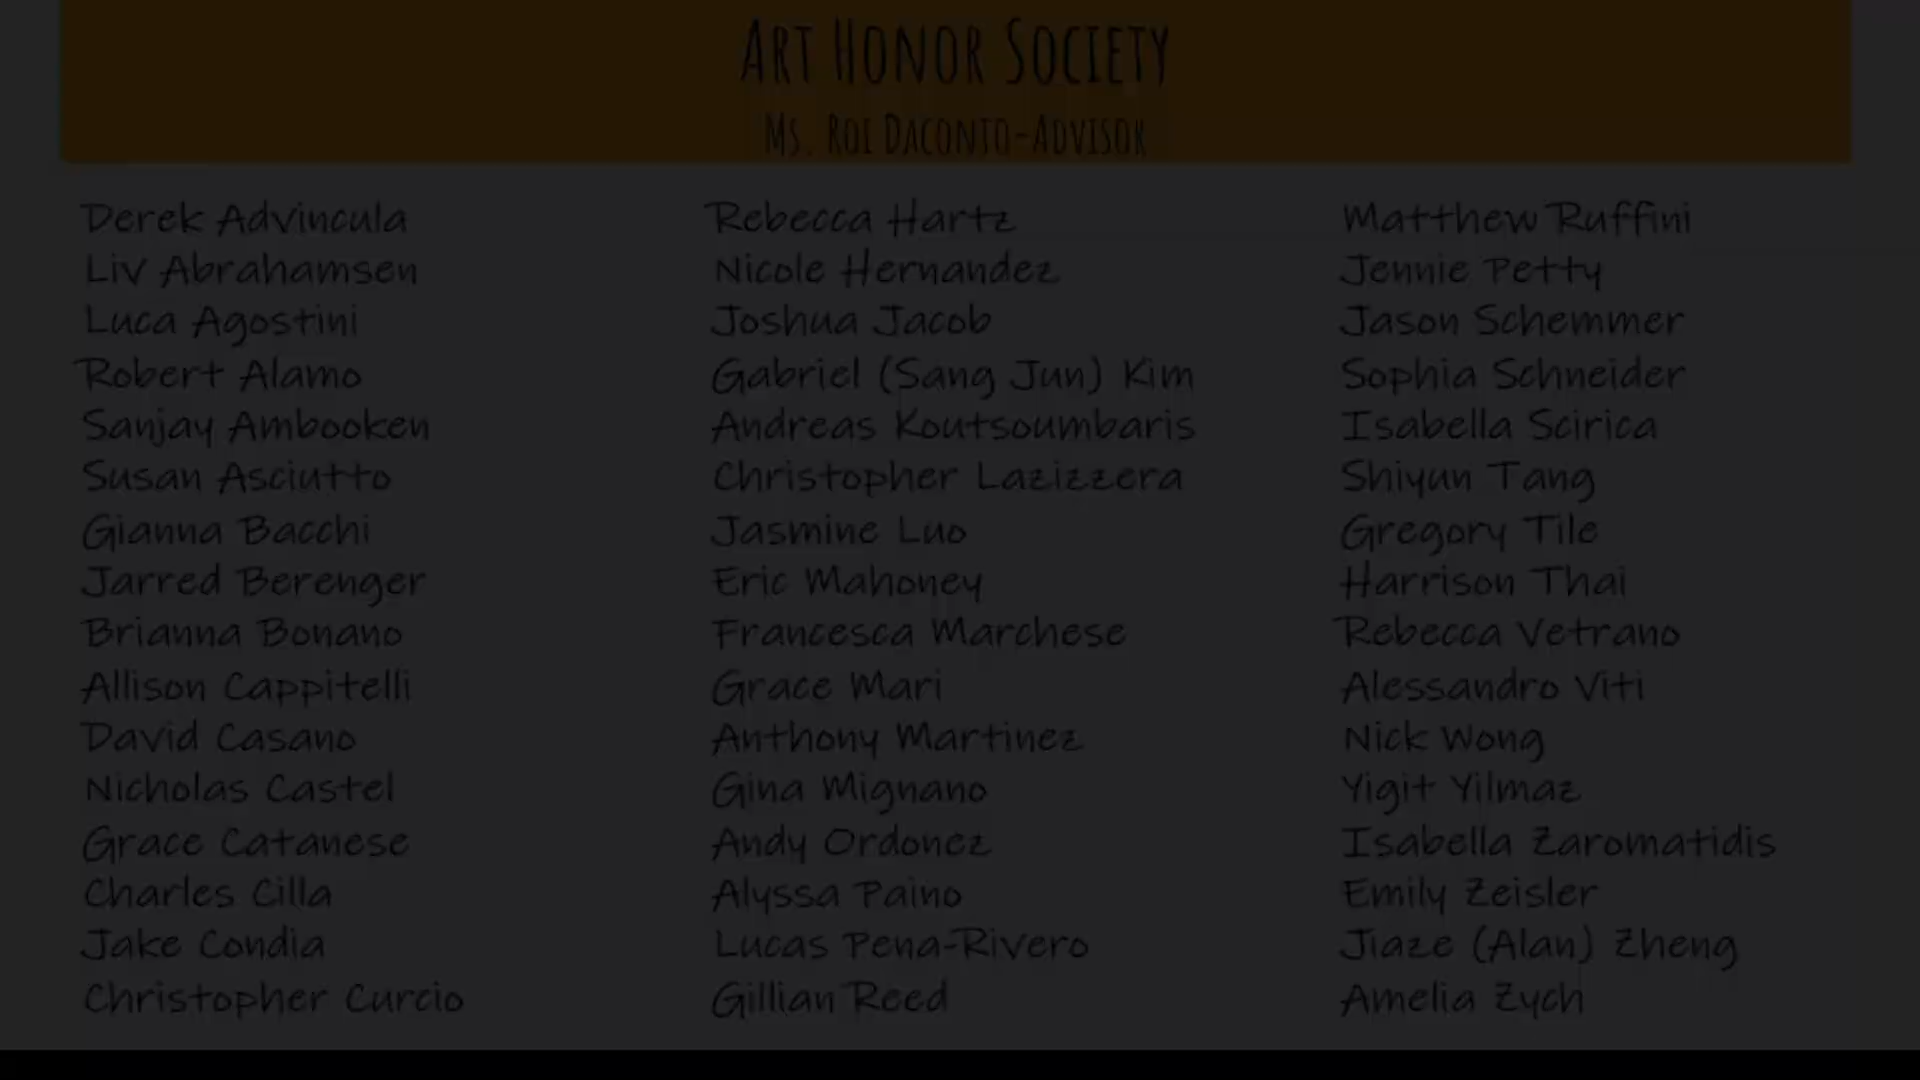 Art Honor Society
Ms. Roi Daconto-Advisor
Derek Advincula
Liv Abrahamsen
Luca Agostini
Robert Alamo
Sanjay Ambooken
Susan Asciutto
Gianna Bacchi
Jarred Berenger
Brianna Bonano
Allison Cappitelli
David Casano
Nicholas Castel
Grace Catanese
Charles Cilla
Jake Condia
Christopher Curcio
Rebecca Hartz
Nicole Hernandez
Joshua Jacob
Gabriel (Sang Jun) Kim
Andreas Koutsoumbaris
Christopher Lazizzera
Jasmine Luo
Eric Mahoney
Francesca Marchese
Grace Mari
Anthony Martinez
Gina Mignano
Andy Ordonez
Alyssa Paino
Lucas Pena-Rivero
Gillian Reed
Matthew Ruffini
Jennie Petty
Jason Schemmer
Sophia Schneider
Isabella Scirica
Shiyun Tang
Gregory Tile
Harrison Thai
Rebecca Vetrano
Alessandro Viti
Nick Wong
Yigit Yilmaz
Isabella Zaromatidis
Emily Zeisler
Jiaze (Alan) Zheng
Amelia Zych